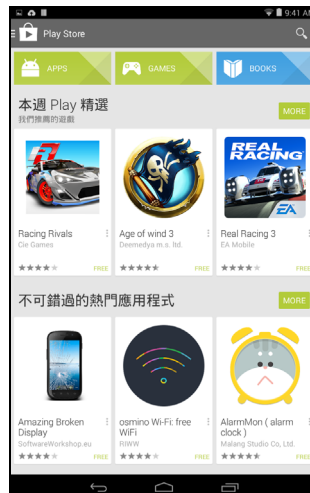 9:41 AM
Play Store
APPS
GAMES
BOOKS
本週 Play 精選
我們推薦的遊戲
MORE
REAL RACING
EA
Racing Rivals
Cie Games
FREE
Age of wind 3
Deemedya m.s. ltd.
FREE
Real Racing 3
EA Mobile
FREE
不可錯過的熱門應用程式
MORE
Amazing Broken
Display
SoftwareWorkshop.eu
FREE
osmino Wi-Fi: free
WiFi
RIWW
FREE
AlarmMon ( alarm
clock )
Malang Studio Co, Ltd
FREE